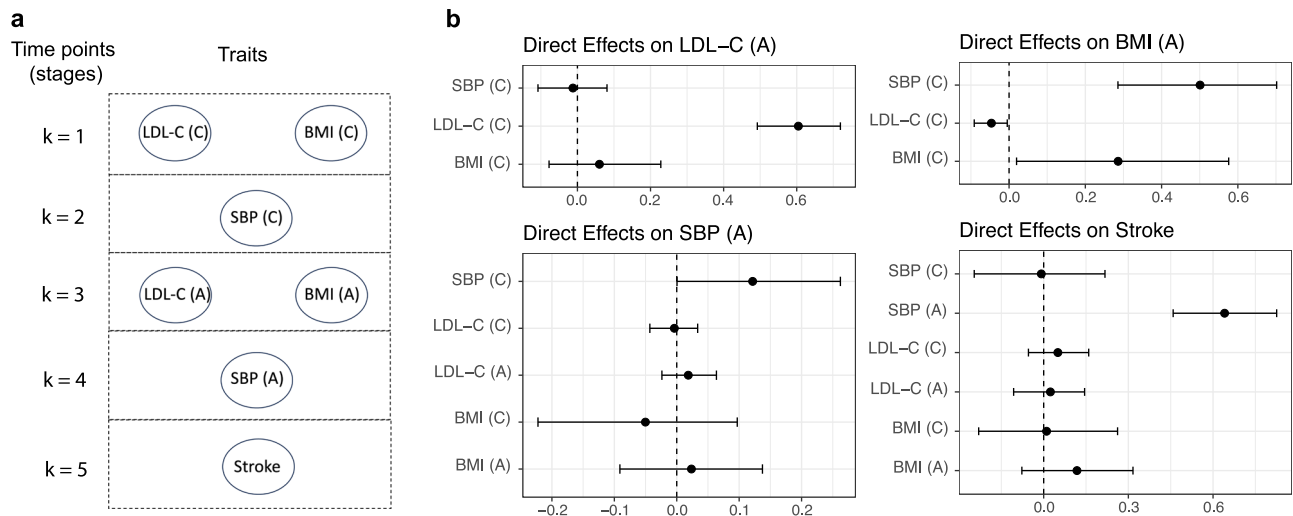 a
Time points
(stages)
Traits
k = 1
LDL-C (C)
BMI (C)
k = 2
SBP (C)
k = 3
LDL-C (A)
BMI (A)
k = 4
SBP (A)
k = 5
Stroke
b
Direct Effects on LDL−C (A)
SBP (C)
LDL−C (C)
BMI (C)
0.0 0.2 0.4 0.6
Direct Effects on BMI (A)
SBP (C)
LDL−C (C)
BMI (C)
0.0 0.2 0.4 0.6
Direct Effects on SBP (A)
SBP (C)
LDL−C (C)
LDL−C (A)
BMI (C)
BMI (A)
−0.2 −0.1 0.0 0.1 0.2
Direct Effects on Stroke
SBP (C)
SBP (A)
LDL−C (C)
LDL−C (A)
BMI (C)
BMI (A)
0.0 0.3 0.6